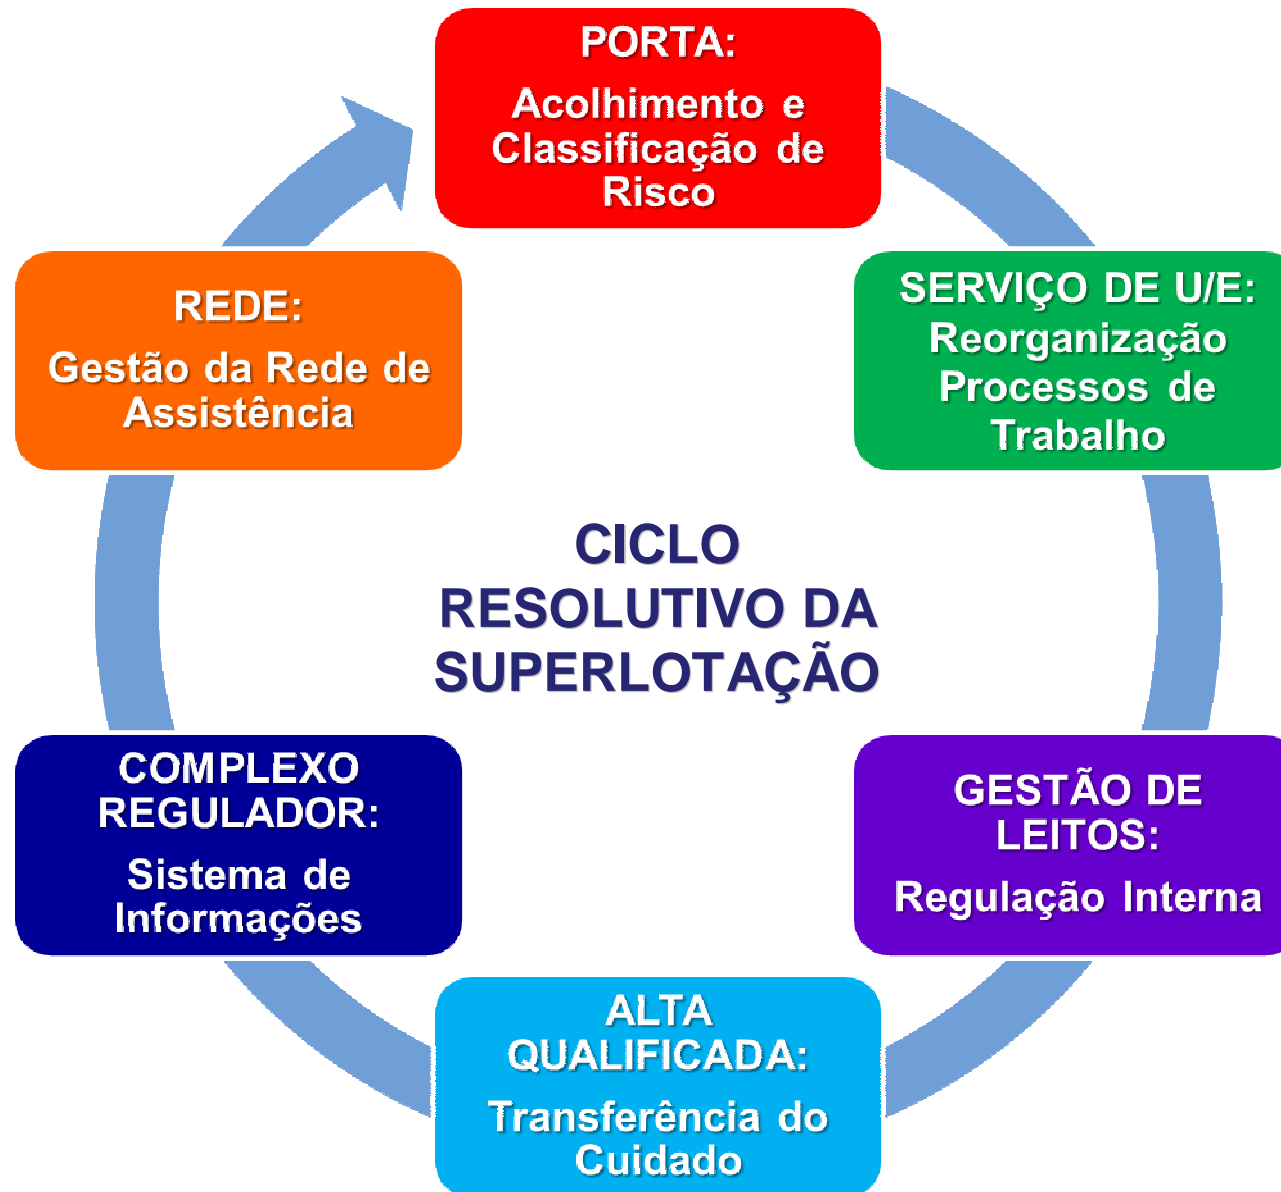 PORTA:
Acolhimento e
Classificação de
Risco
SERVIÇO DE U/E:
Reorganização
Processos de
Trabalho
GESTÃO DE
LEITOS:
Regulação Interna
ALTA
QUALIFICADA:
Transferência do
Cuidado
COMPLEXO
REGULADOR:
Sistema de
Informações
REDE:
Gestão da Rede de
Assistência
CICLO
RESOLUTIVO DA
SUPERLOTAÇÃO